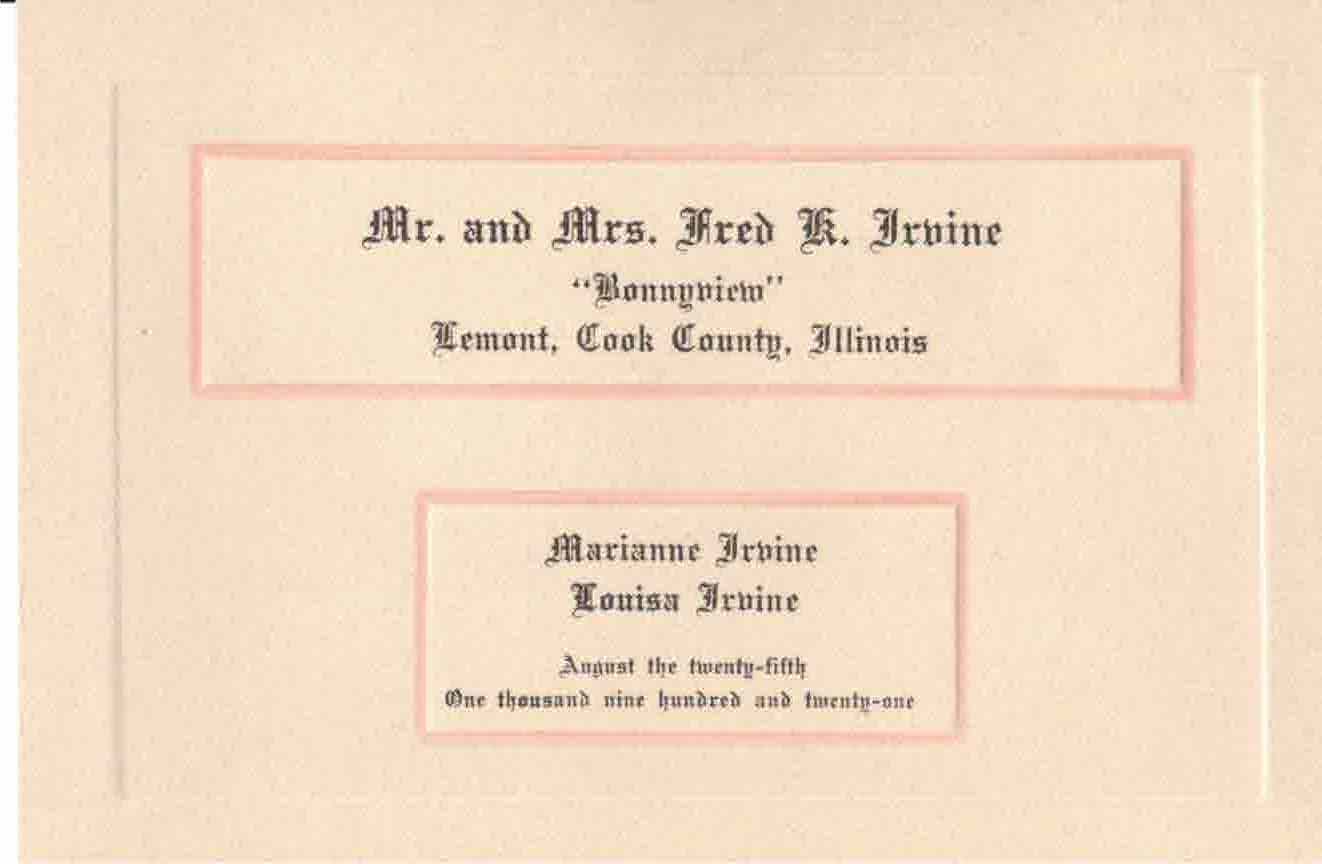 Mr. and Mrs. Fred K. Irvine
"Bonnyview"
Lemont, Cook County, Illinois
Marianne Irvine
Louisa Irvine
August the twenty-fifth
One thousand nine hundred and twenty-one